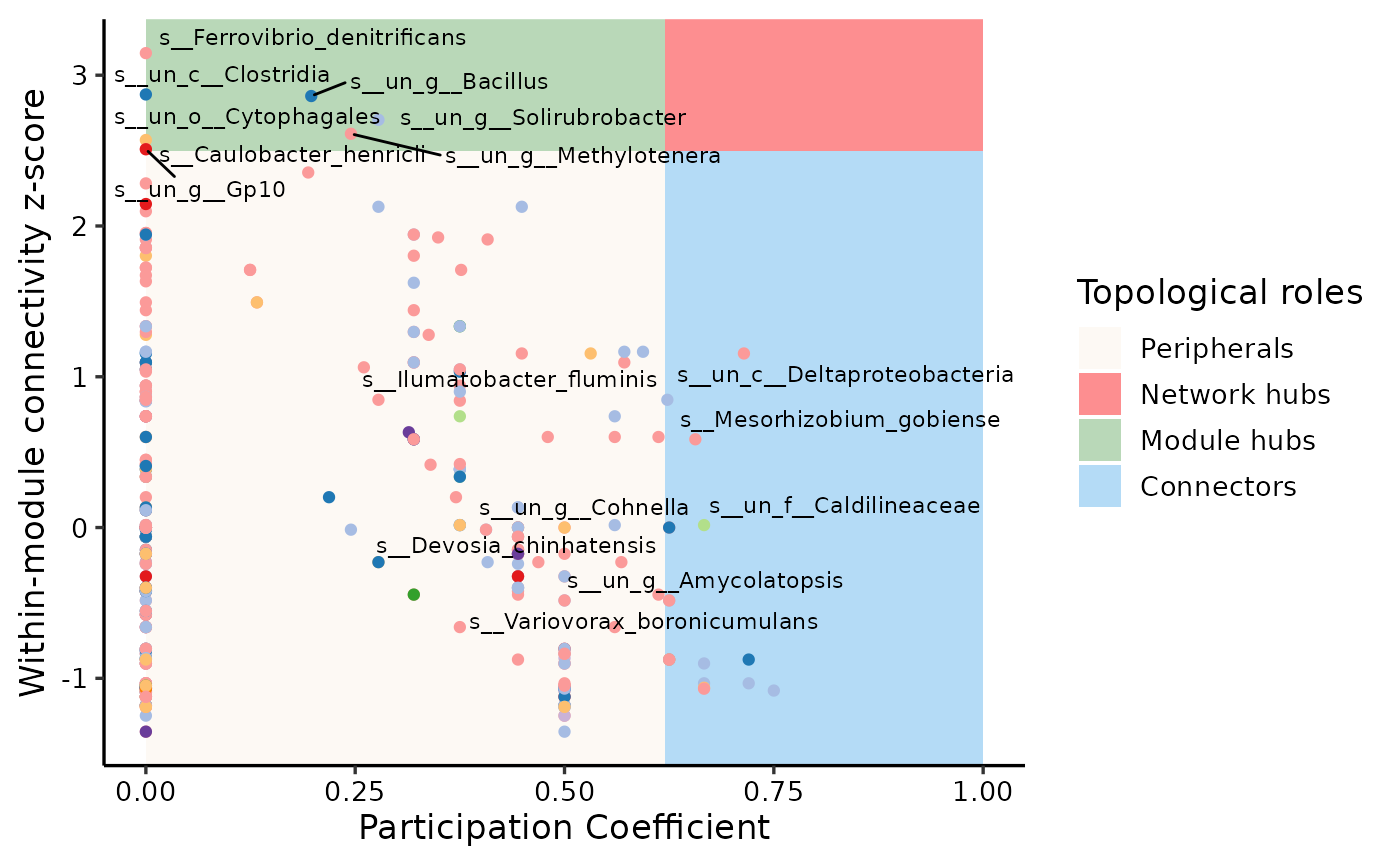 s__Ferrovibrio_denitrificans
s__un_c__Clostridia
s__un_g__Bacillus
s__un_o__Cytophagales
s__un_g__Solirubrobacter
s__Caulobacter_henricii
s__un_g__Methylotenera
s__un_g__Gp10
s__Ilumatobacter_fluminis
s__un_c__Deltaproteobacteria
s__Mesorhizobium_gobiense
s__un_g__Cohnella
s__un_f__Caldilineaceae
s__Devosia_chinhatensis
s__un_g__Amycolatopsis
s__Variovorax_boronicumulans
3
2
1
0
-1
Within-module connectivity z-score
0.00
0.25
0.50
0.75
1.00
Participation Coefficient
Topological roles
Peripherals
Network hubs
Module hubs
Connectors